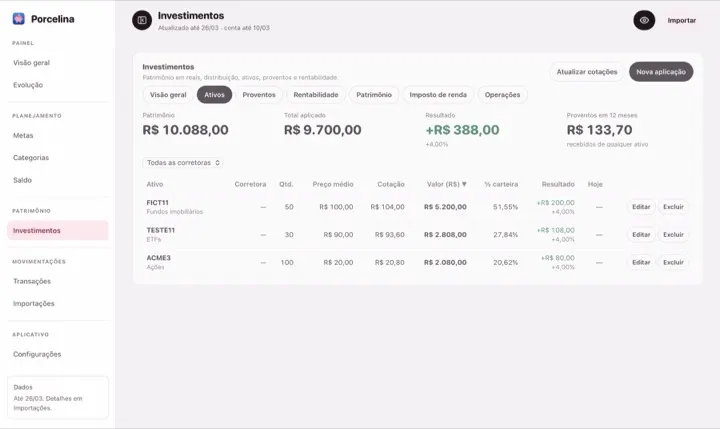 Porcelina
PAINEL
Visão geral
Evolução
PLANEJAMENTO
Metas
Categorias
Saldo
PATRIMÔNIO
Investimentos
MOVIMENTAÇÕES
Transações
Importações
APLICATIVO
Configurações
Dados
Até 26/03. Detalhes em
Importações.
Investimentos
Atualizado até 26/03 · conta até 10/03
Importar
Investimentos
Patrimônio em reais, distribuição, ativos, proventos e rentabilidade.
Atualizar cotações
Nova aplicação
Visão geral Ativos Proventos Rentabilidade Patrimônio Imposto de renda Operações
Patrimônio Total aplicado Resultado Proventos em 12 meses
R$ 10.088,00 R$ 9.700,00 +R$ 388,00 R$ 133,70
+4,00% recebidos de qualquer ativo
Todas as corretoras
Ativo Corretora Qtd. Preço médio Cotação Valor (R$) ▼ % carteira Resultado Hoje
FICT11 — 50 R$ 100,00 R$ 104,00 R$ 5.200,00 51,55% +R$ 200,00 — Editar Excluir
Fundos imobiliários +4,00%
TESTE11 — 30 R$ 90,00 R$ 93,60 R$ 2.808,00 27,84% +R$ 108,00 — Editar Excluir
ETFs +4,00%
ACME3 — 100 R$ 20,00 R$ 20,80 R$ 2.080,00 20,62% +R$ 80,00 — Editar Excluir
Ações +4,00%